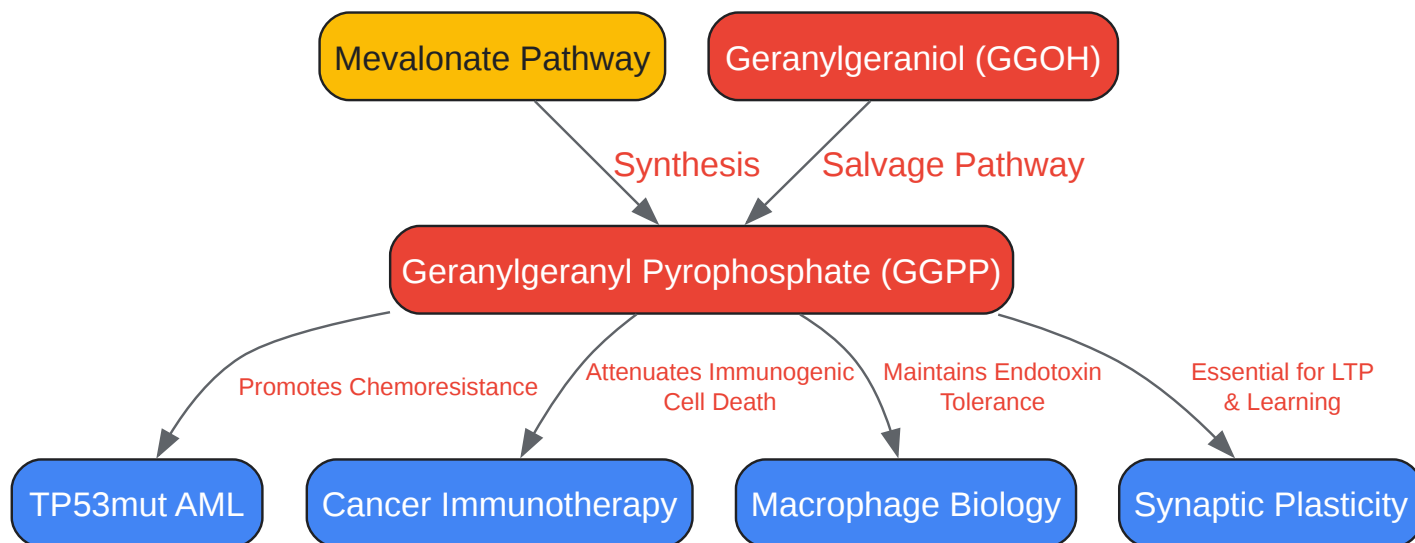 Mevalonate Pathway
Geranylgeraniol (GGOH)
Synthesis
Salvage Pathway
Geranylgeranyl Pyrophosphate (GGPP)
Promotes Chemoresistance
Attenuates Immunogenic
Cell Death
Maintains Endotoxin
Tolerance
Essential for LTP
& Learning
TP53mut AML
Cancer Immunotherapy
Macrophage Biology
Synaptic Plasticity